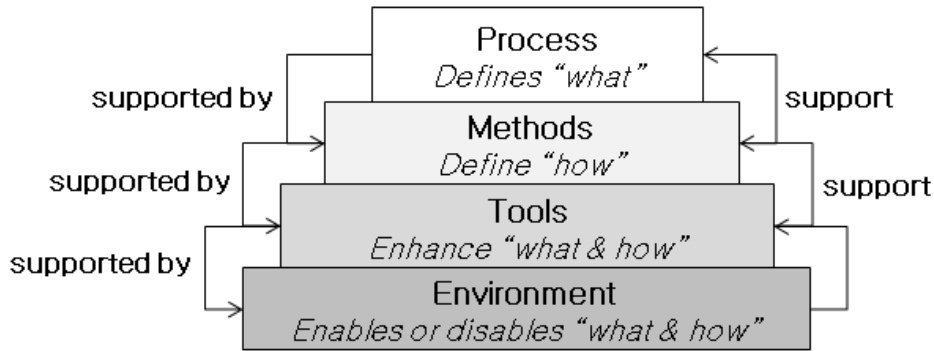 Process
Defines “what”
supported by
support
Methods
Define “how”
supported by
support
Tools
Enhance “what & how”
supported by
Environment
Enables or disables “what & how”